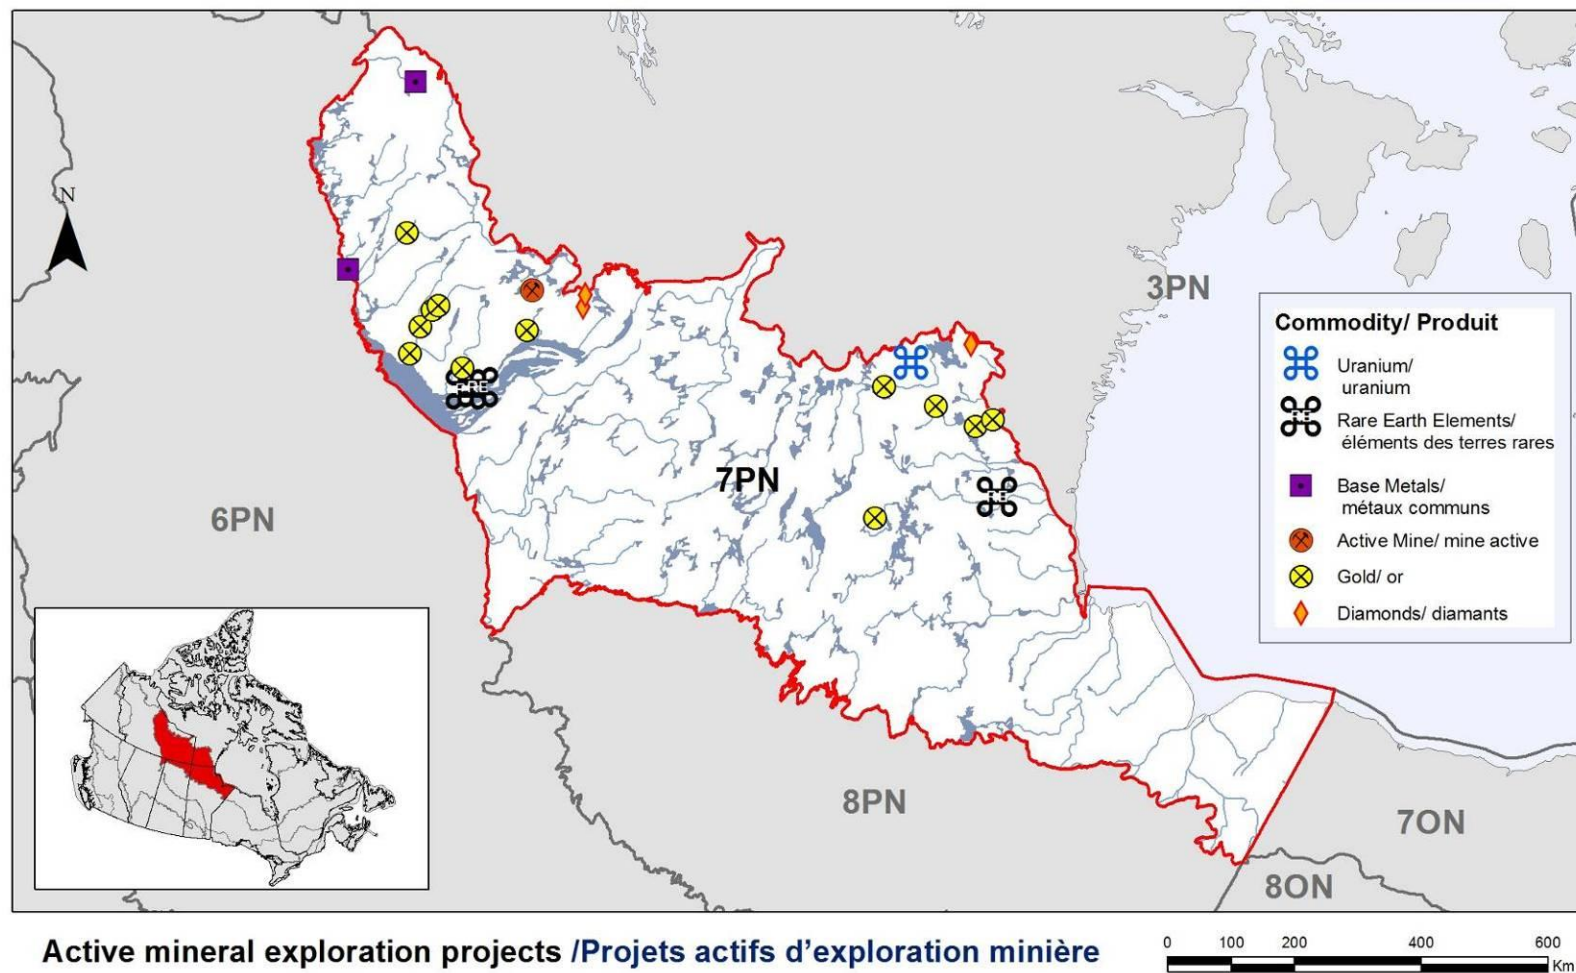 N
3PN
Commodity/ Produit
Uranium/
uranium
Rare Earth Elements/
éléments des terres rares
Base Metals/
métaux communs
Active Mine/ mine active
Gold/ or
Diamonds/ diamants
7PN
6PN
8PN
7ON
8ON
Active mineral exploration projects /Projets actifs d'exploration minière
0 100 200 400 600
Km